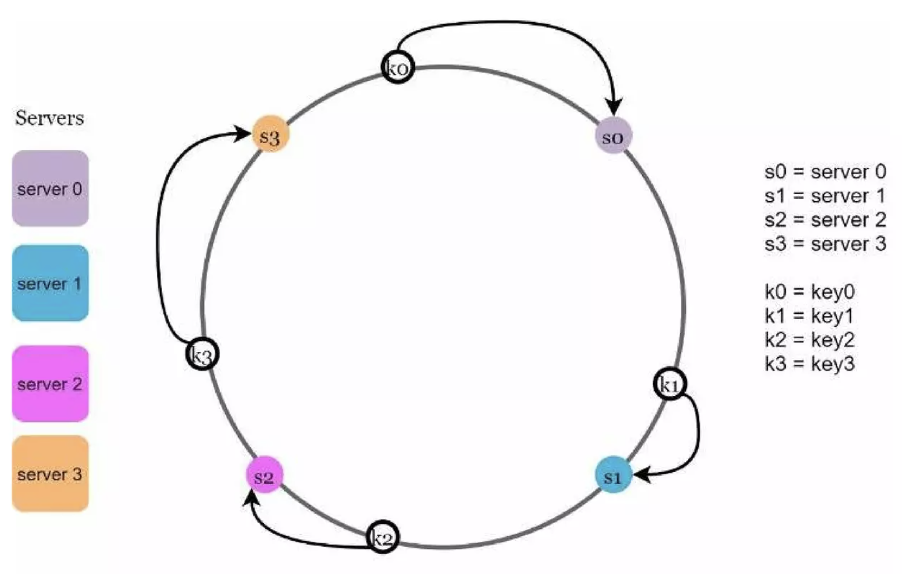 Servers
server 0
server 1
server 2
server 3
k0
s0
s3
k3
k1
s2
s1
k2
s0 = server 0
s1 = server 1
s2 = server 2
s3 = server 3
k0 = key0
k1 = key1
k2 = key2
k3 = key3